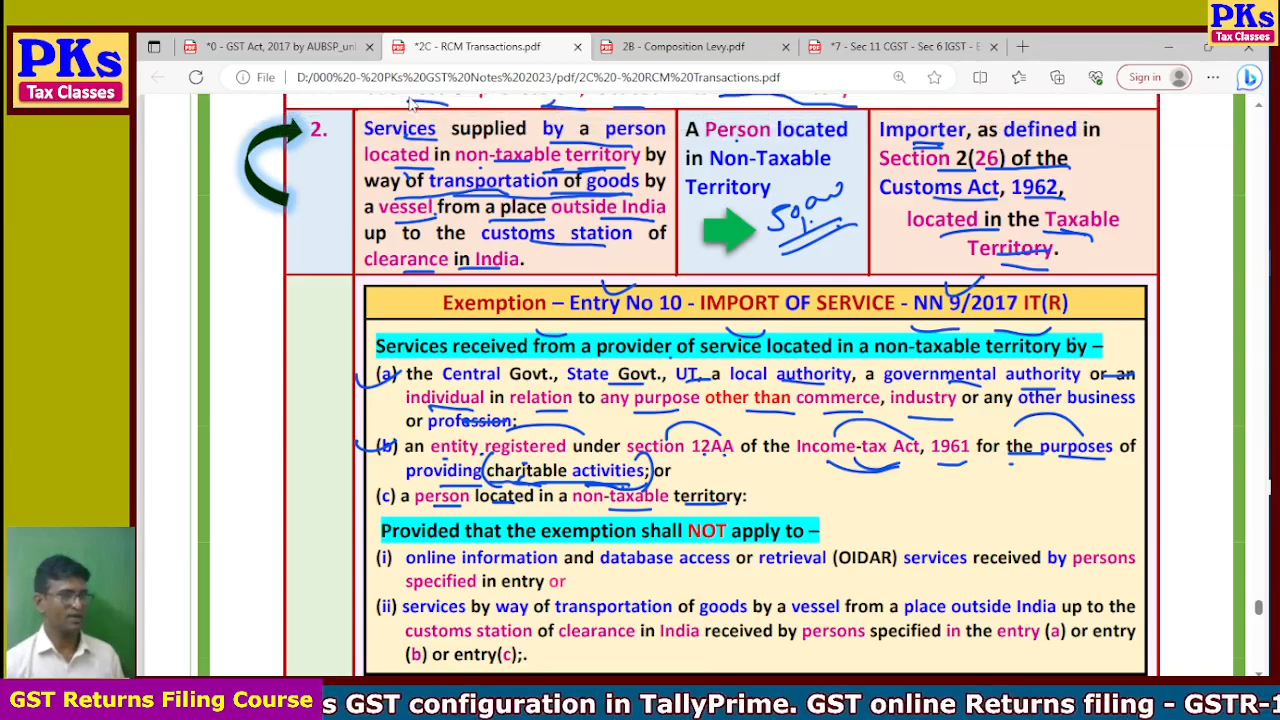 PKs
Tax Classes
PKs
Tax Classes
*0 - GST Act, 2017 by AUBSP_unl
*2C - RCM Transactions.pdf
2B - Composition Levy.pdf
*7 - Sec 11 CGST - Sec 6 IGST - E
File
D:/000%20-%20PKs%20GST%20Notes%202023/pdf/2C%20-%20RCM%20Transactions.pdf
Sign in
2.
Services supplied by a person
located in non-taxable territory by
way of transportation of goods by
a vessel from a place outside India
up to the customs station of
clearance in India.
A Person located
in Non-Taxable
Territory
Importer, as defined in
Section 2(26) of the
Customs Act, 1962,
located in the Taxable
Territory.
Exemption – Entry No 10 - IMPORT OF SERVICE - NN 9/2017 IT(R)
Services received from a provider of service located in a non-taxable territory by –
(a) the Central Govt., State Govt., UT, a local authority, a governmental authority or an
individual in relation to any purpose other than commerce, industry or any other business
or profession;
(b) an entity registered under section 12AA of the Income-tax Act, 1961 for the purposes of
providing charitable activities; or
(c) a person located in a non-taxable territory:
Provided that the exemption shall NOT apply to –
(i) online information and database access or retrieval (OIDAR) services received by persons
specified in entry or
(ii) services by way of transportation of goods by a vessel from a place outside India up to the
customs station of clearance in India received by persons specified in the entry (a) or entry
(b) or entry(c);.
GST Returns Filing Course
s GST configuration in TallyPrime. GST online Returns filing - GSTR-1